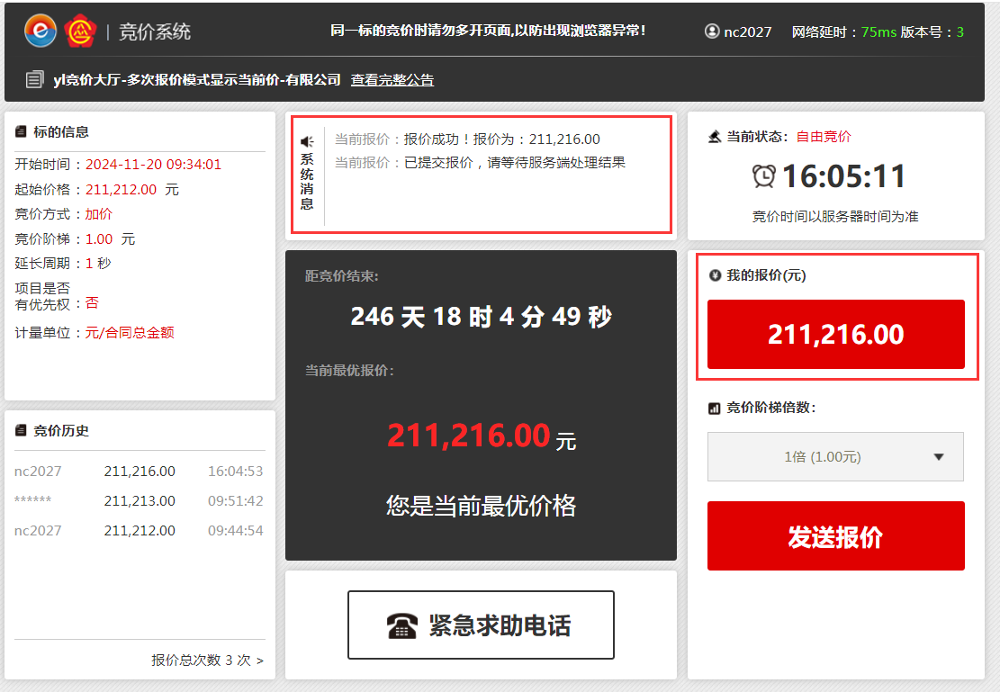 竞价系统
同一标的竞价时请勿多开页面,以防出现浏览器异常!
nc2027 网络延时：75ms 版本号：3
yl竞价大厅-多次报价模式显示当前价-有限公司 查看完整公告
标的信息
开始时间：2024-11-20 09:34:01
起始价格：211,212.00 元
竞价方式：加价
竞价阶梯：1.00 元
延长周期：1 秒
项目是否
有优先权：否
计量单位：元/合同总金额
竞价历史
nc2027 211,216.00 16:04:53
****** 211,213.00 09:51:42
nc2027 211,212.00 09:44:54
报价总次数 3 次 >
系统消息
当前报价：报价成功！报价为：211,216.00
当前报价：已提交报价，请等待服务端处理结果
距竞价结束:
246 天 18 时 4 分 49 秒
当前最优报价:
211,216.00 元
您是当前最优价格
紧急求助电话
当前状态: 自由竞价
16:05:11
竞价时间以服务器时间为准
我的报价(元)
211,216.00
竞价阶梯倍数:
1倍 (1.00元)
发送报价